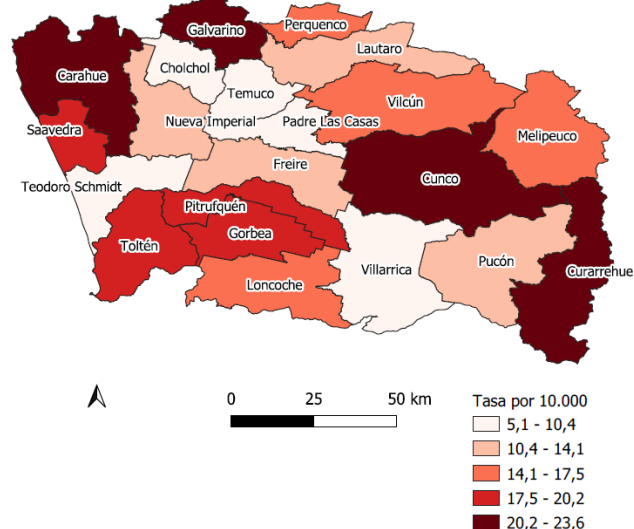 Galvarino
Perquenco
Lautaro
Cholchol
Carahue
Temuco
Vilcún
Saavedra
Nueva Imperial
Padre Las Casas
Melipeuco
Freire
Cunco
Teodoro Schmidt
Pitrufquén
Gorbea
Toltén
Villarrica
Pucón
Curarrehue
Loncoche
0 25 50 km
Tasa por 10.000
5,1 - 10,4
10,4 - 14,1
14,1 - 17,5
17,5 - 20,2
20,2 - 23,6